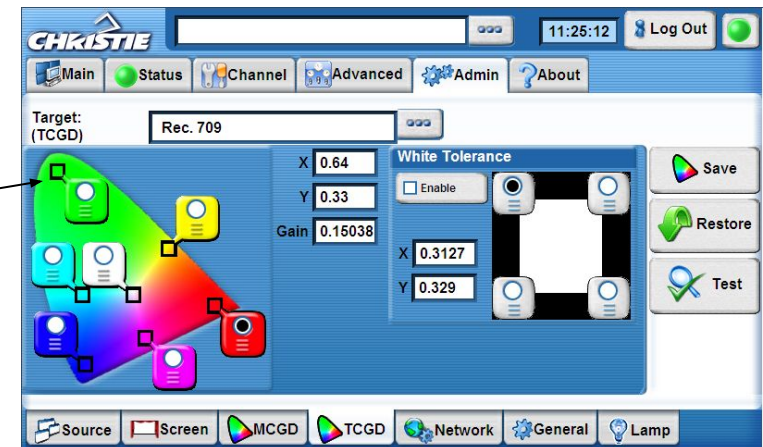 CHRISTIE
11:25:12
Log Out
Main
Status
Channel
Advanced
Admin
About
Target:
(TCGD)
Rec. 709
X 0.64
Y 0.33
Gain 0.15038
White Tolerance
Enable
X 0.3127
Y 0.329
Save
Restore
Test
Source
Screen
MCGD
TCGD
Network
General
Lamp